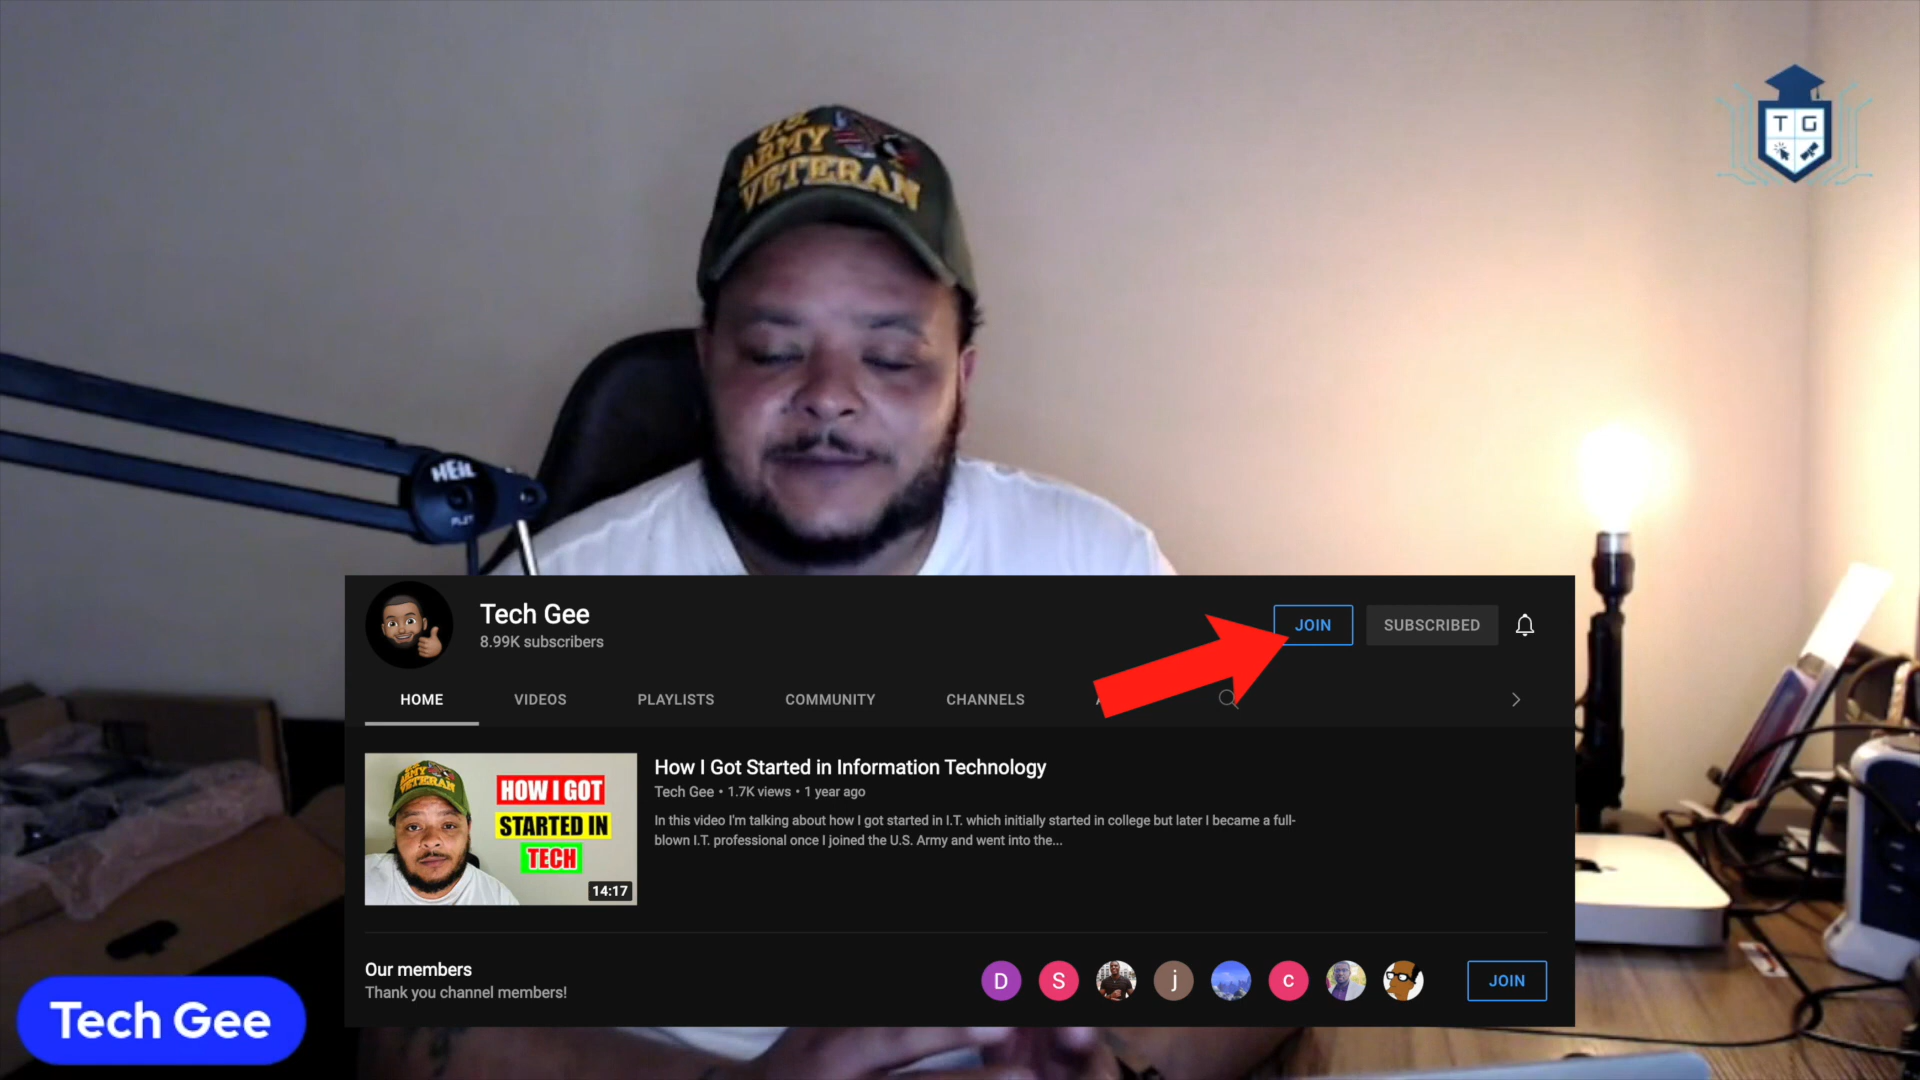 U.S.
ARMY
VETERAN
T G
HEIL
Tech Gee
8.99K subscribers
JOIN
SUBSCRIBED
HOME
VIDEOS
PLAYLISTS
COMMUNITY
CHANNELS
How I Got Started in Information Technology
Tech Gee • 1.7K views • 1 year ago
In this video I'm talking about how I got started in I.T. which initially started in college but later I became a full-
blown I.T. professional once I joined the U.S. Army and went into the...
ARMY
VETERAN
HOW I GOT
STARTED IN
TECH
14:17
Our members
Thank you channel members!
D
S
j
c
JOIN
Tech Gee